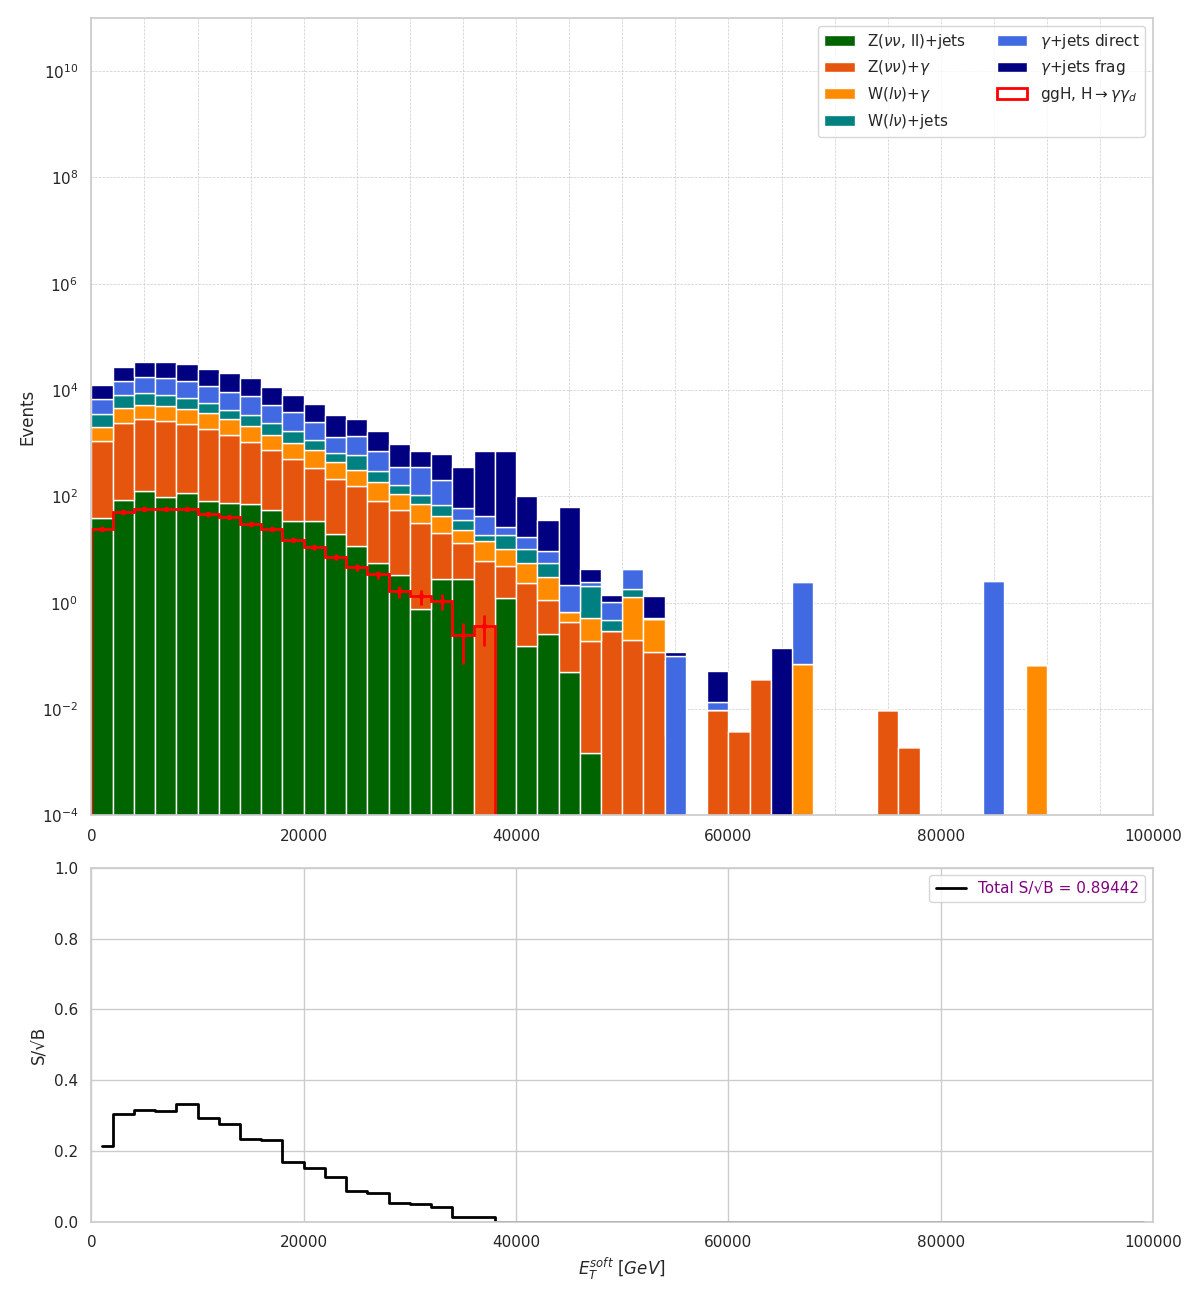 Z(νν, ll)+jets
Z(νν)+γ
W(lν)+γ
W(lν)+jets
γ+jets direct
γ+jets frag
ggH, H→γγ_d
Events
10^10
10^8
10^6
10^4
10^2
10^0
10^−2
10^−4
0 20000 40000 60000 80000 100000
Total S/√B = 0.89442
S/√B
1.0
0.8
0.6
0.4
0.2
0.0
0 20000 40000 60000 80000 100000
E_T^soft [GeV]